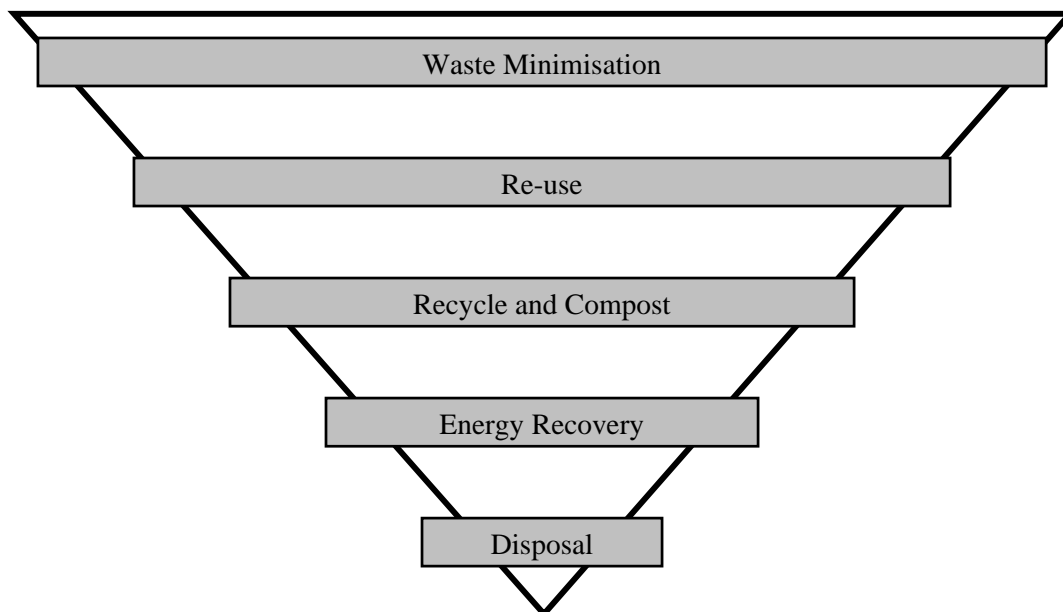 Waste Minimisation
Re-use
Recycle and Compost
Energy Recovery
Disposal